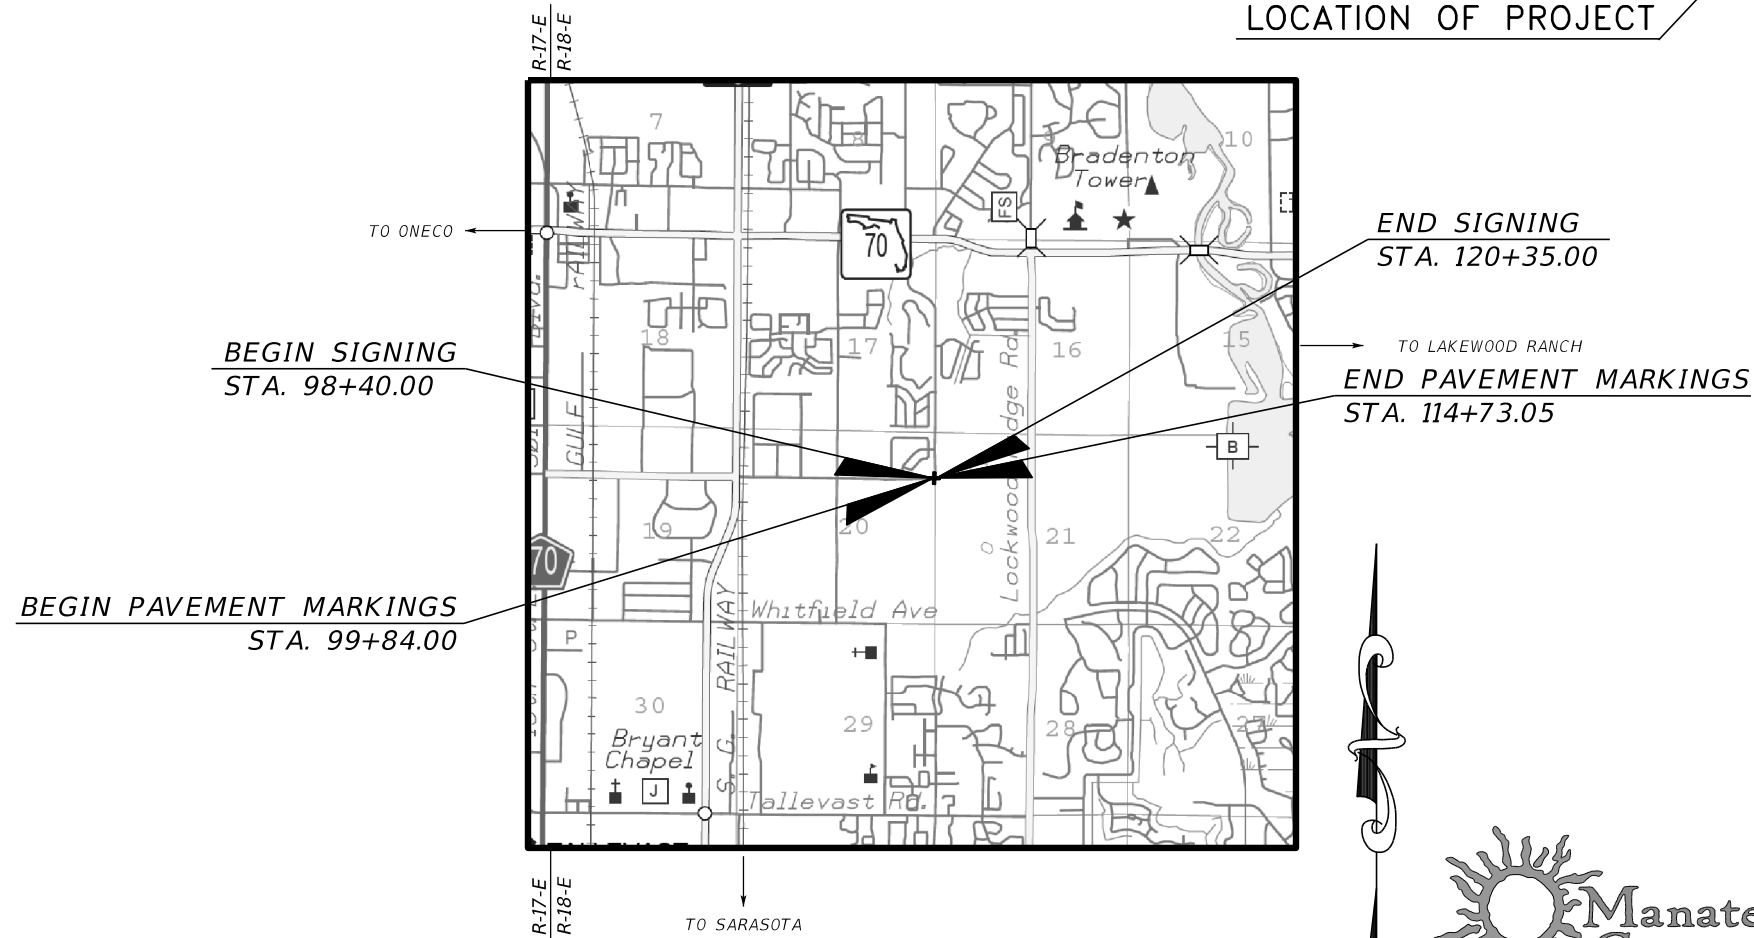 LOCATION OF PROJECT
R-17-E
R-18-E
7
8
9
10
Bradenton
Tower
FS
RAILWAY
TO ONECO
70
END SIGNING
STA. 120+35.00
Blvd.
18
17
16
15
TO LAKEWOOD RANCH
BEGIN SIGNING
STA. 98+40.00
END PAVEMENT MARKINGS
STA. 114+73.05
GULF
Lockwood Ridge Rd.
B
19
20
21
22
70
BEGIN PAVEMENT MARKINGS
STA. 99+84.00
Whitfield Ave
P
S. G. RAILWAY
30
29
28
27
Bryant
Chapel
J
Tallevast Rd.
R-17-E
R-18-E
TO SARASOTA
Manate